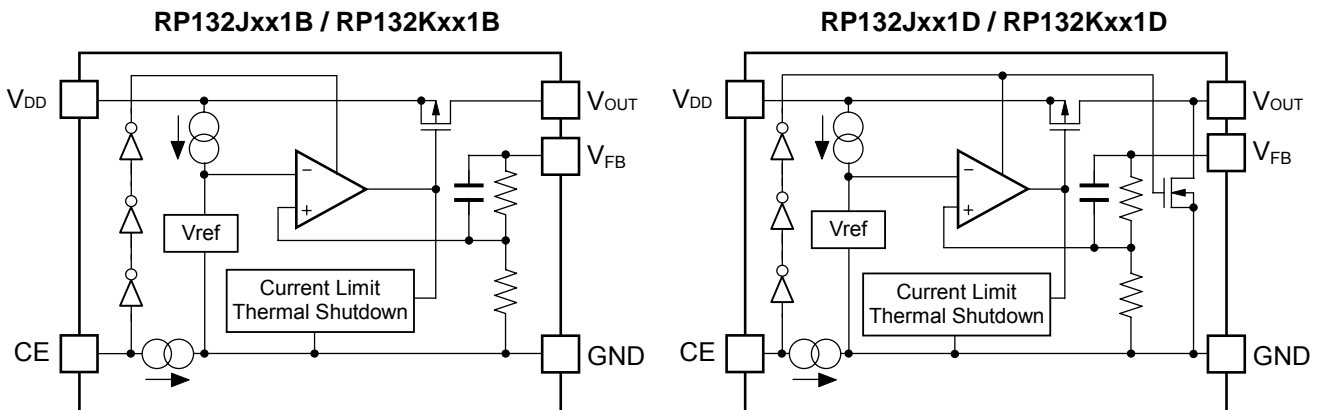 RP132Jxx1B / RP132Kxx1B
VDD
VOUT
VFB
−
+
Vref
Current Limit
Thermal Shutdown
CE
GND
RP132Jxx1D / RP132Kxx1D
VDD
VOUT
VFB
−
+
Vref
Current Limit
Thermal Shutdown
CE
GND